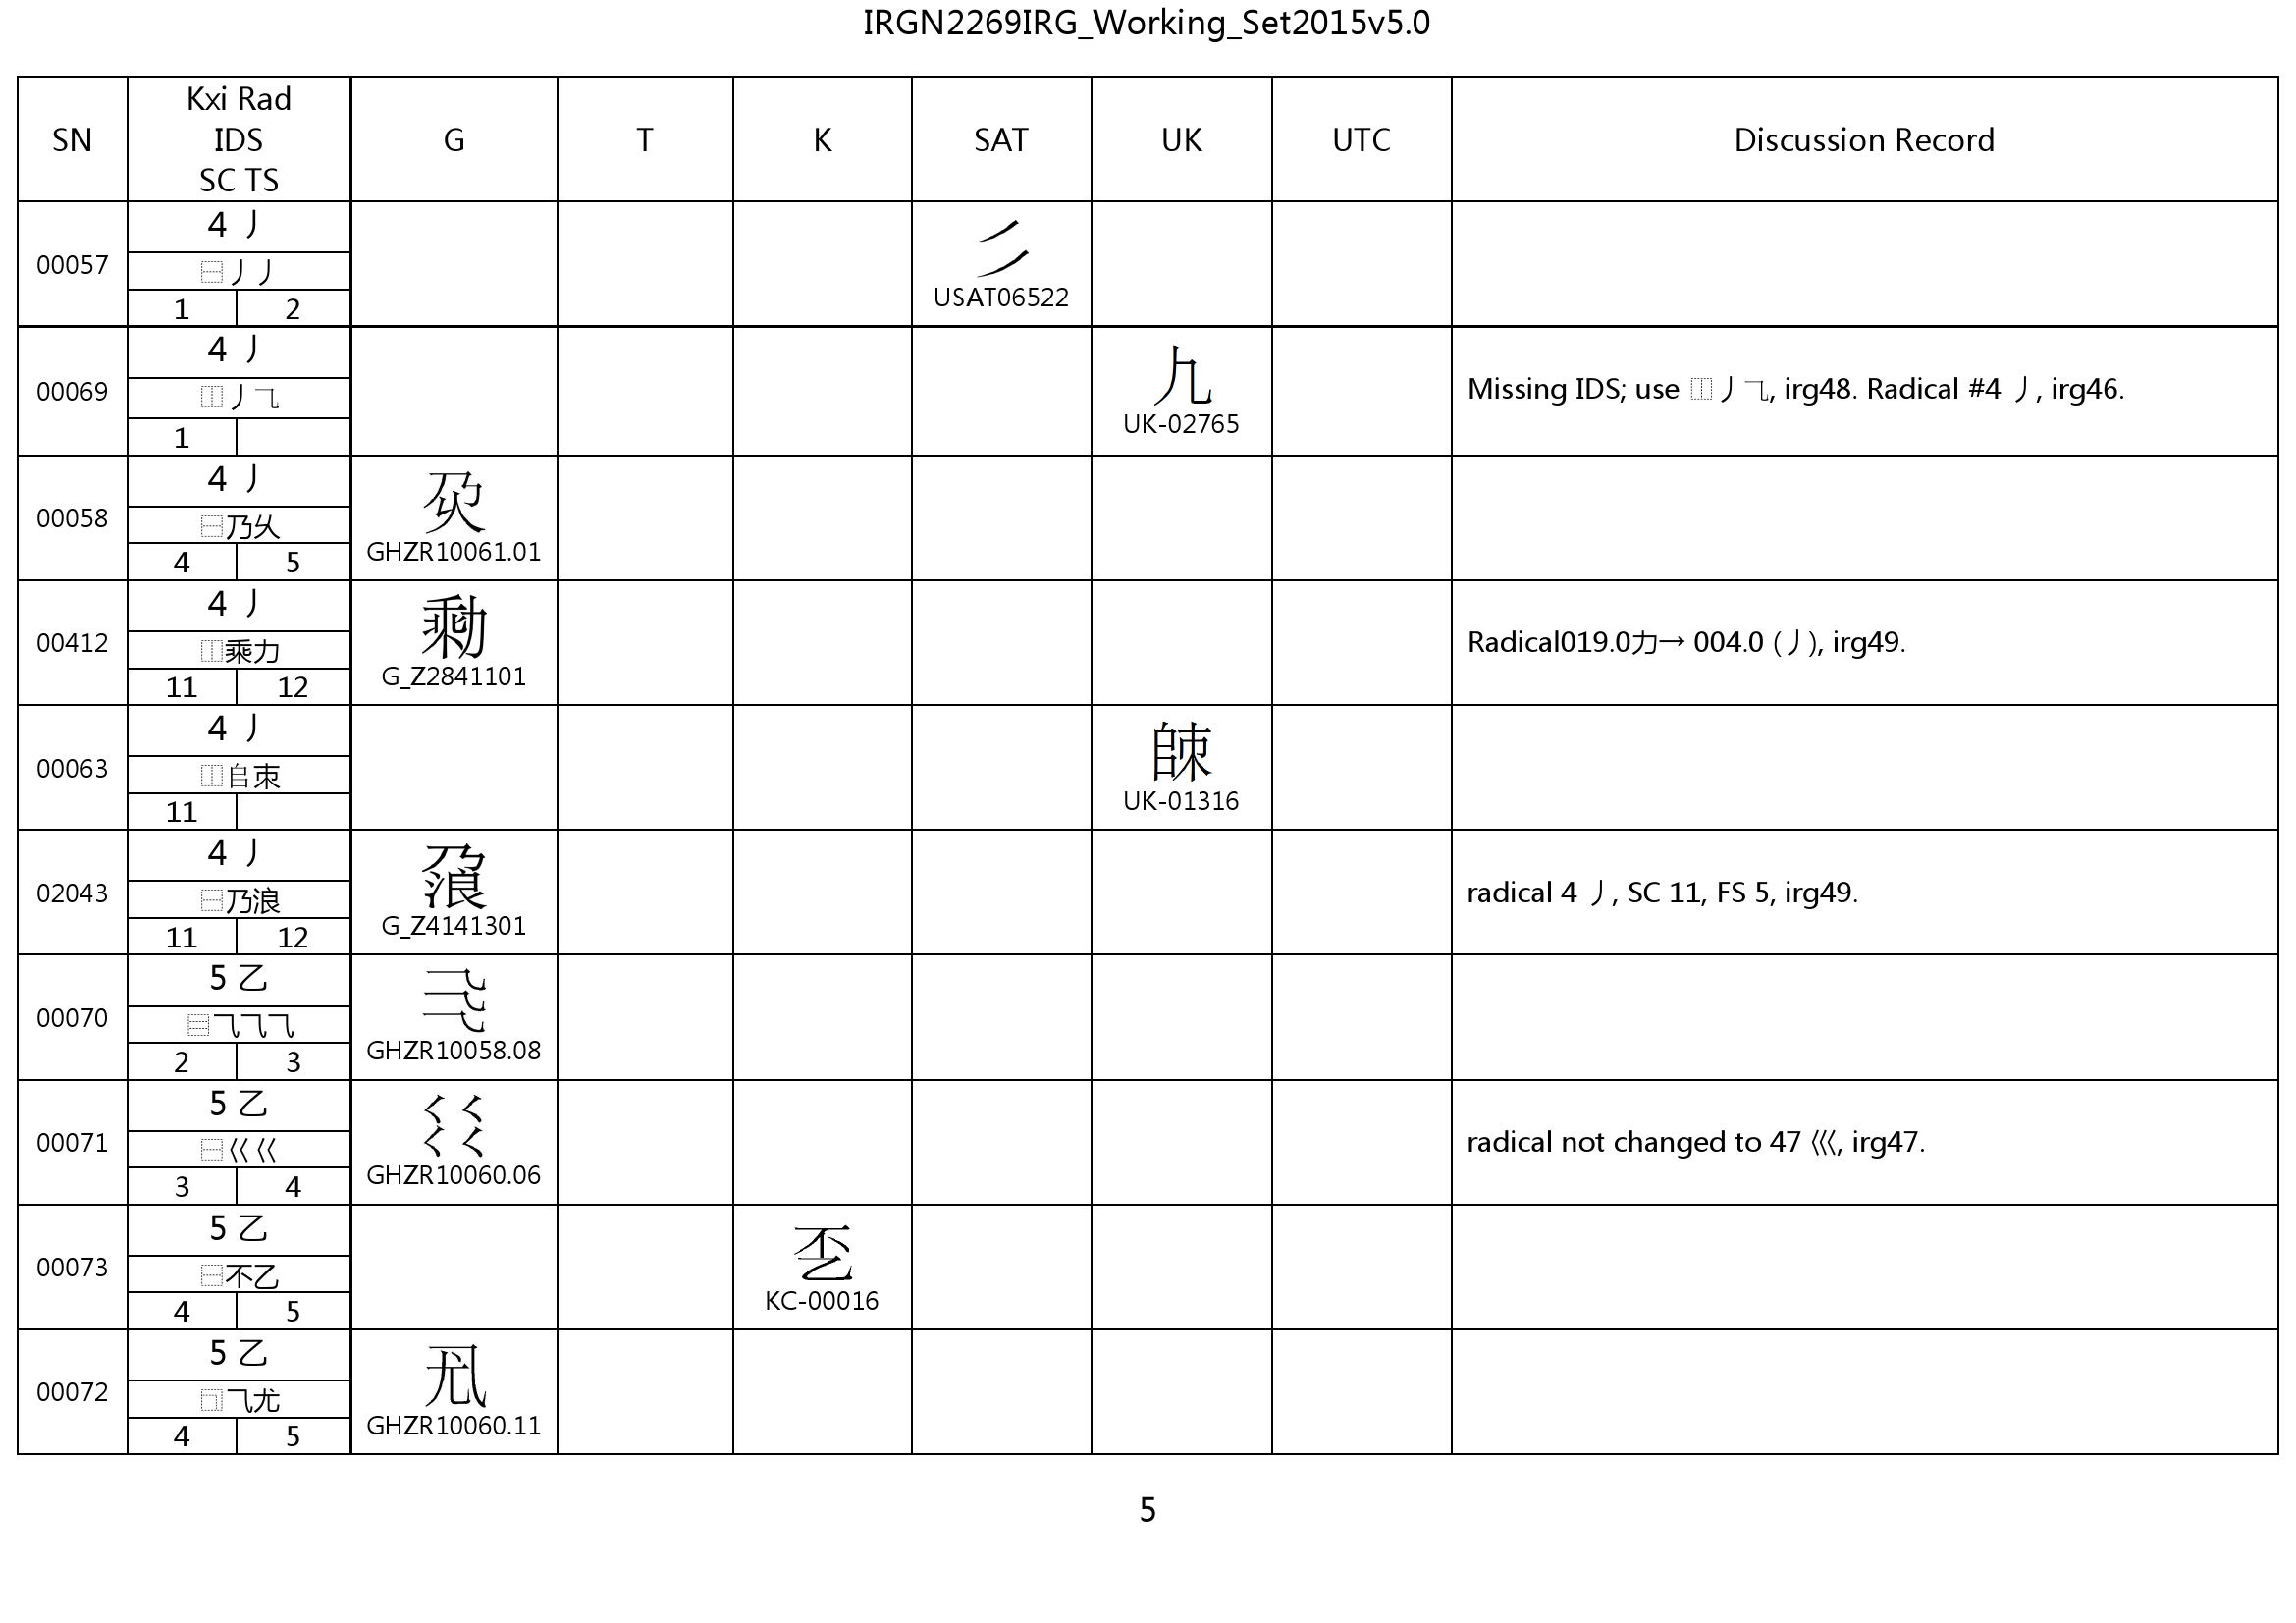 IRGN2269IRG_Working_Set2015v5.0
SN Kxi Rad IDS SC TS G T K SAT UK UTC Discussion Record
00057 4 丿
⿱丿丿
1 2
USAT06522
00069 4 丿
⿰丿⺄
1
UK-02765
Missing IDS; use ⿰丿⺄, irg48. Radical #4 丿, irg46.
00058 4 丿
⿱乃乆
4 5
GHZR10061.01
00412 4 丿
⿰乘力
11 12
G_Z2841101
Radical019.0力→ 004.0 (丿), irg49.
00063 4 丿
⿰𠂤朿
11
UK-01316
02043 4 丿
⿱乃浪
11 12
G_Z4141301
radical 4 丿, SC 11, FS 5, irg49.
00070 5 乙
⿳⺄⺄⺄
2 3
GHZR10058.08
00071 5 乙
⿱巜巜
3 4
GHZR10060.06
radical not changed to 47 巛, irg47.
00073 5 乙
⿱不乙
4 5
KC-00016
00072 5 乙
⿹⺄尤
4 5
GHZR10060.11
5